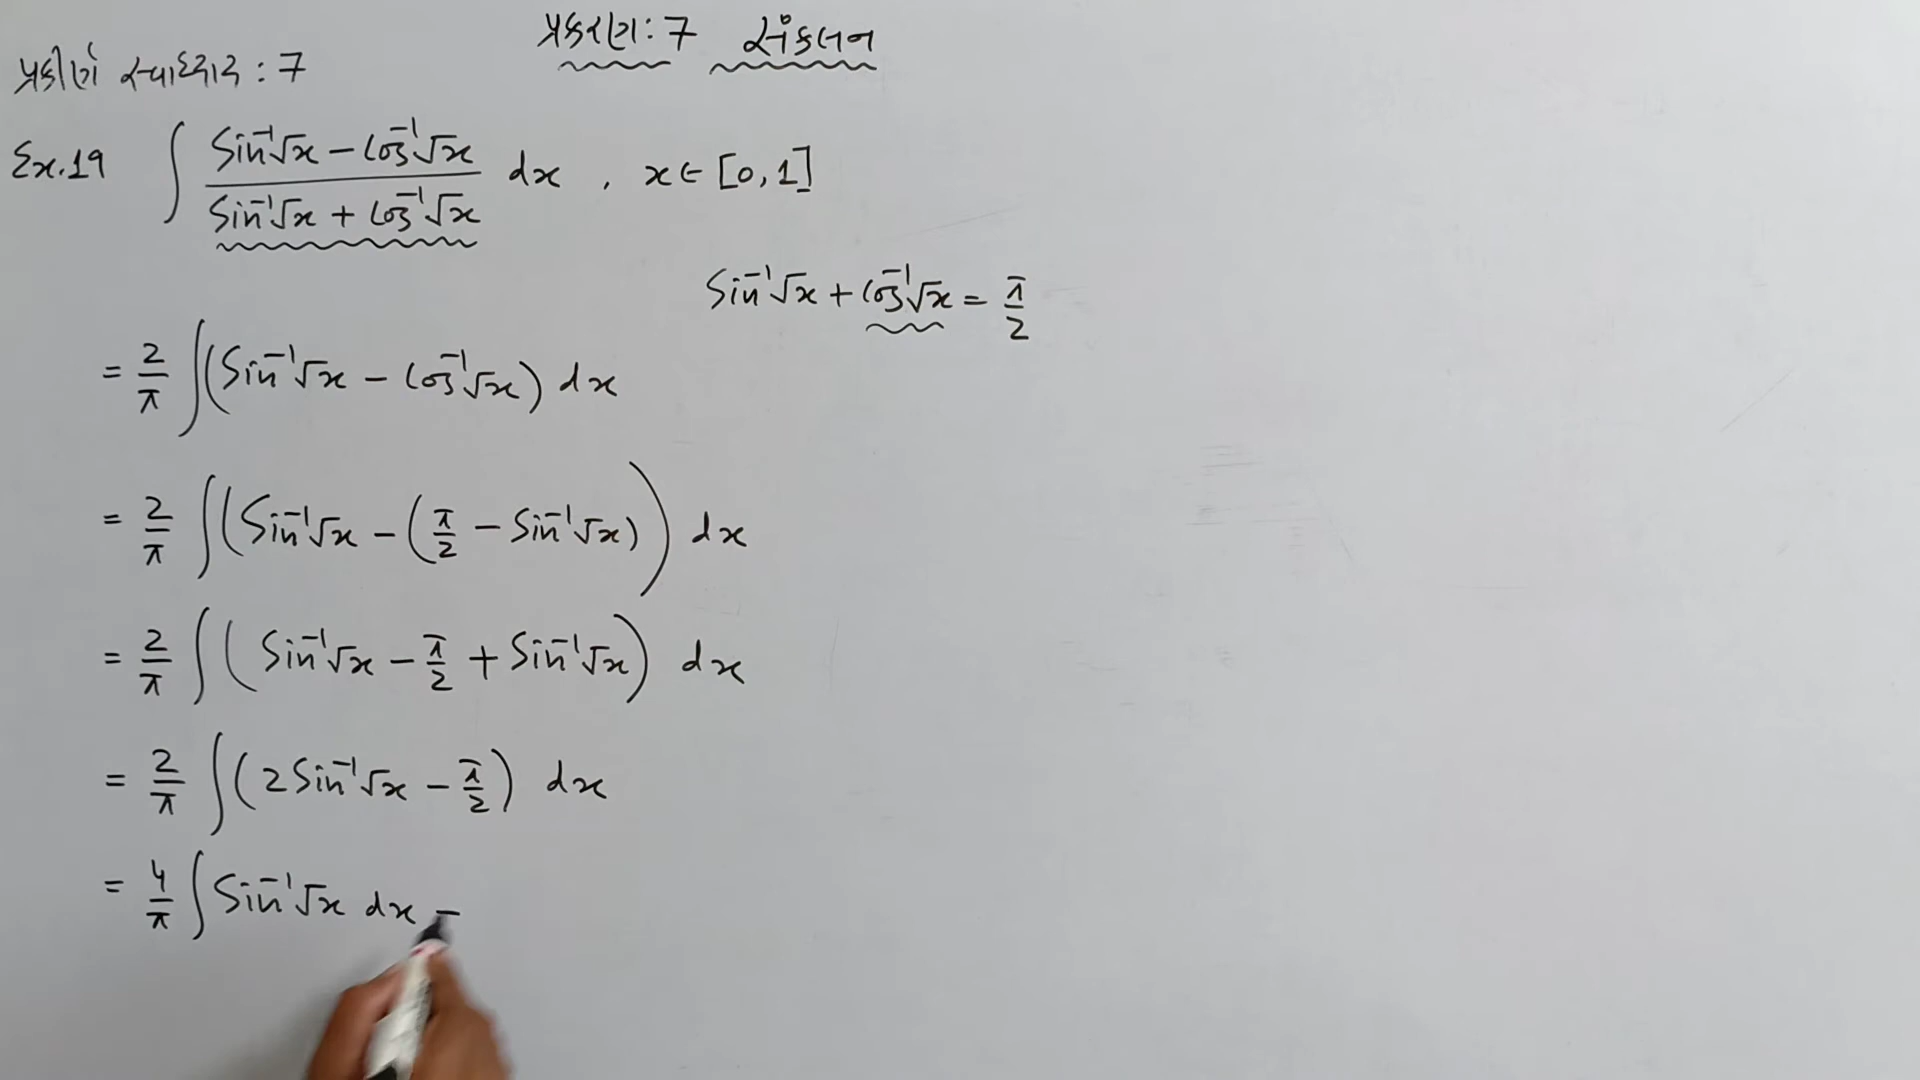 પ્રકરણ : 7 સંકલન
પ્રકીર્ણ સ્વાધ્યાય : 7
Ex.19 ∫ (Sin⁻¹√x − Cos⁻¹√x)/(Sin⁻¹√x + Cos⁻¹√x) dx , x ∈ [0,1]
Sin⁻¹√x + Cos⁻¹√x = π/2
= 2/π ∫(Sin⁻¹√x − Cos⁻¹√x) dx
= 2/π ∫(Sin⁻¹√x − (π/2 − Sin⁻¹√x)) dx
= 2/π ∫(Sin⁻¹√x − π/2 + Sin⁻¹√x) dx
= 2/π ∫(2Sin⁻¹√x − π/2) dx
= 4/π ∫Sin⁻¹√x dx −